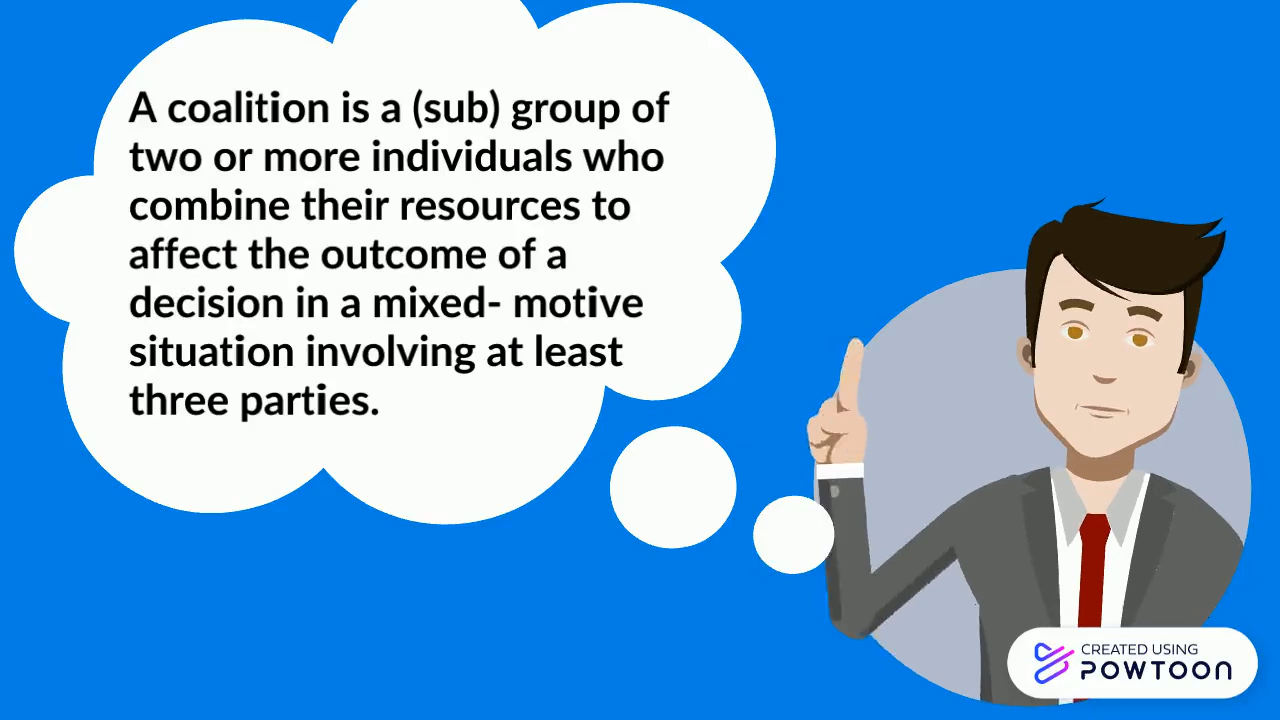 A coalition is a (sub) group of
two or more individuals who
combine their resources to
affect the outcome of a
decision in a mixed- motive
situation involving at least
three parties.
CREATED USING
POWTOON